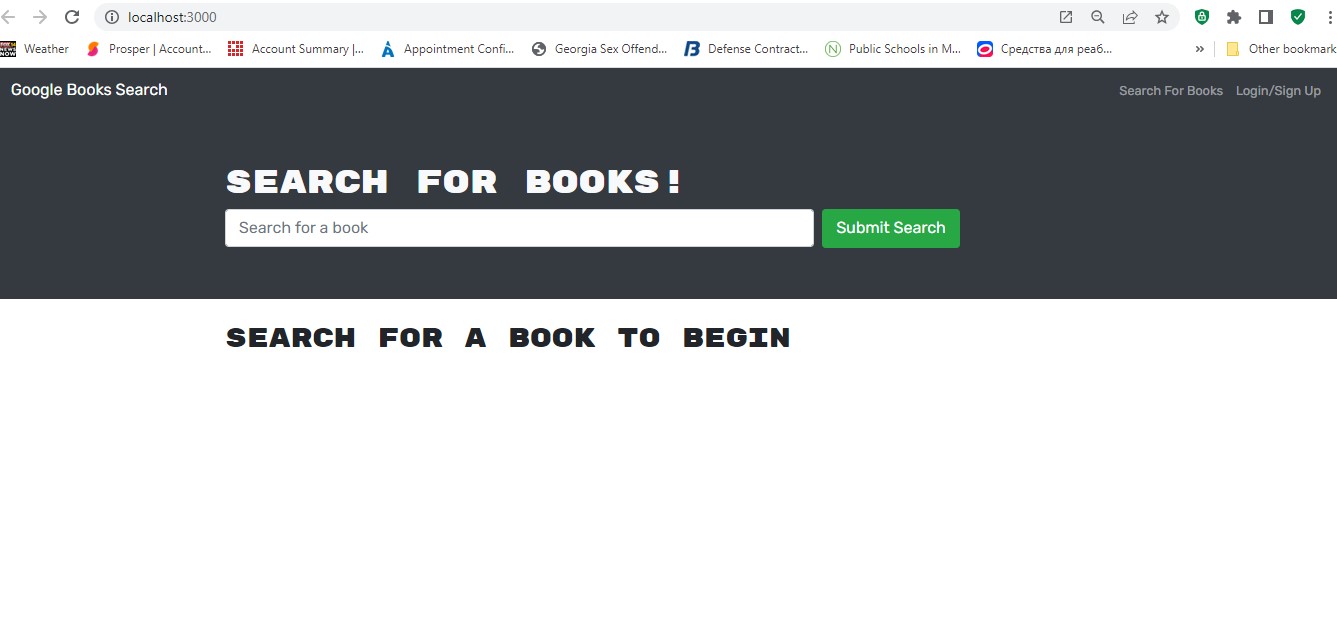 localhost:3000
Weather Prosper | Account... Account Summary |... Appointment Confi... Georgia Sex Offend... Defense Contract... Public Schools in M... Средства для реаб... » Other bookmark
Google Books Search Search For Books Login/Sign Up
SEARCH FOR BOOKS!
Search for a book Submit Search
SEARCH FOR A BOOK TO BEGIN